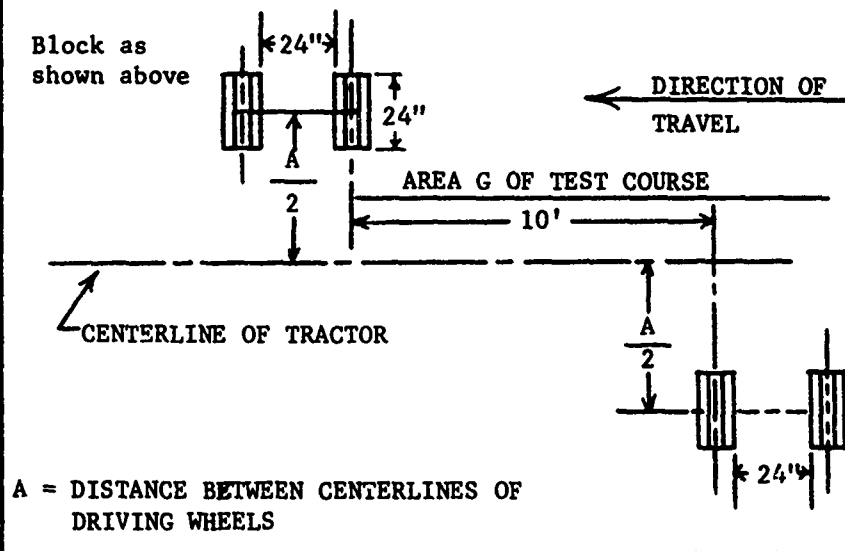 Block as
shown above
24"
24"
DIRECTION OF
TRAVEL
A
2
AREA G OF TEST COURSE
10'
CENTERLINE OF TRACTOR
A
2
24"
A = DISTANCE BETWEEN CENTERLINES OF
DRIVING WHEELS